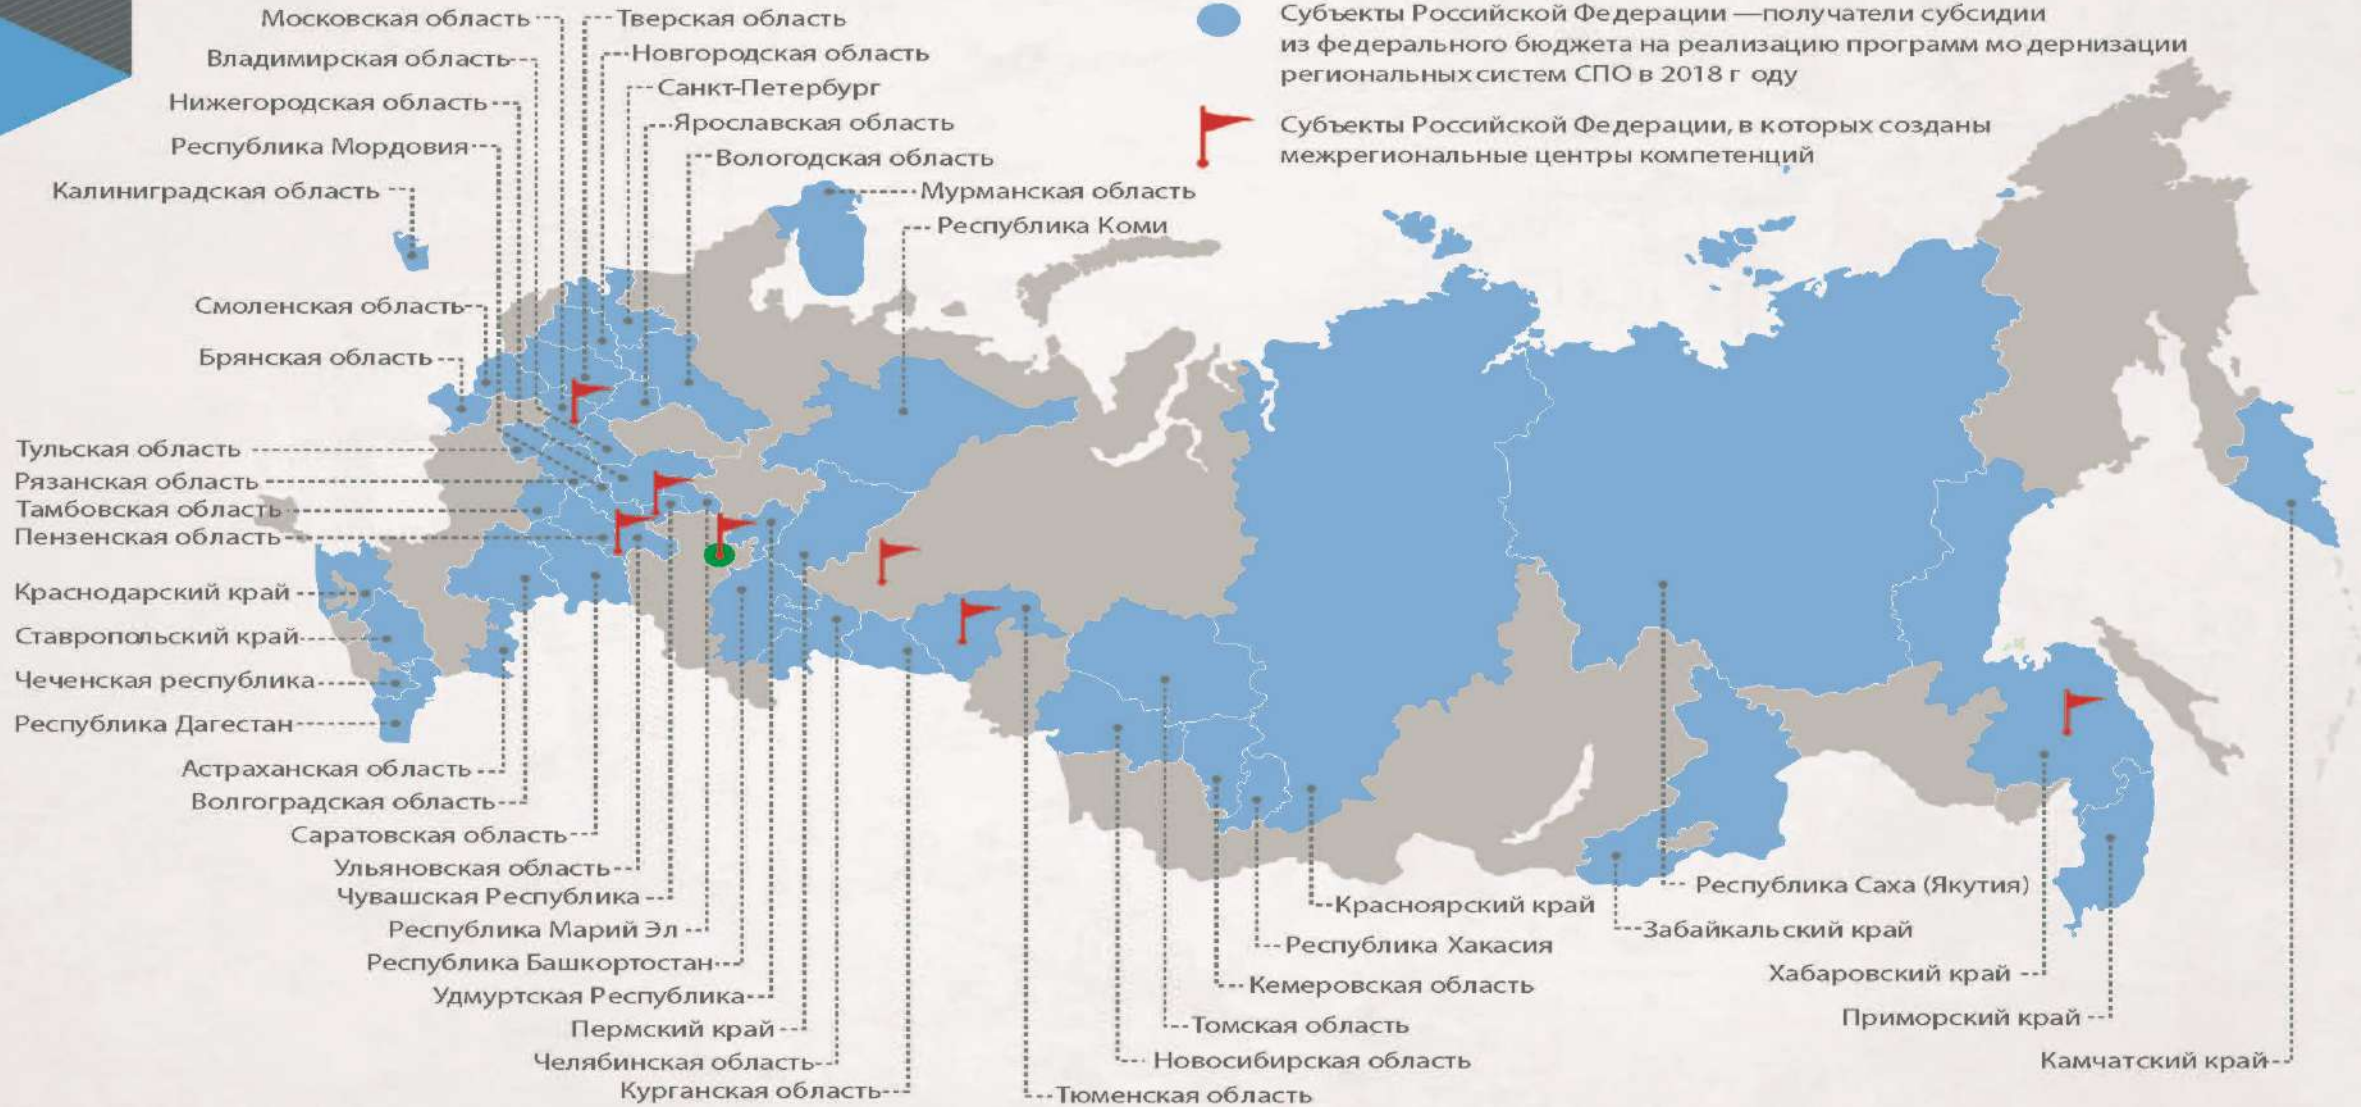 Московская область
Тверская область
Владимирская область
Новгородская область
Нижегородская область
Санкт-Петербург
Республика Мордовия
Ярославская область
Калиниградская область
Вологодская область
Мурманская область
Республика Коми
Субъекты Российской Федерации —получатели субсидии
из федерального бюджета на реализацию программ мо дернизации
региональных систем СПО в 2018 г оду
Субъекты Российской Федерации, в которых созданы
межрегиональные центры компетенций
Смоленская область
Брянская область
Тульская область
Рязанская область
Тамбовская область
Пензенская область
Краснодарский край
Ставропольский край
Чеченская республика
Республика Дагестан
Астраханская область
Волгоградская область
Саратовская область
Ульяновская область
Чувашская Республика
Республика Марий Эл
Республика Башкортостан
Удмуртская Республика
Пермский край
Челябинская область
Курганская область
Тюменская область
Новосибирская область
Томская область
Кемеровская область
Республика Хакасия
Красноярский край
Республика Саха (Якутия)
Забайкальский край
Хабаровский край
Приморский край
Камчатский край